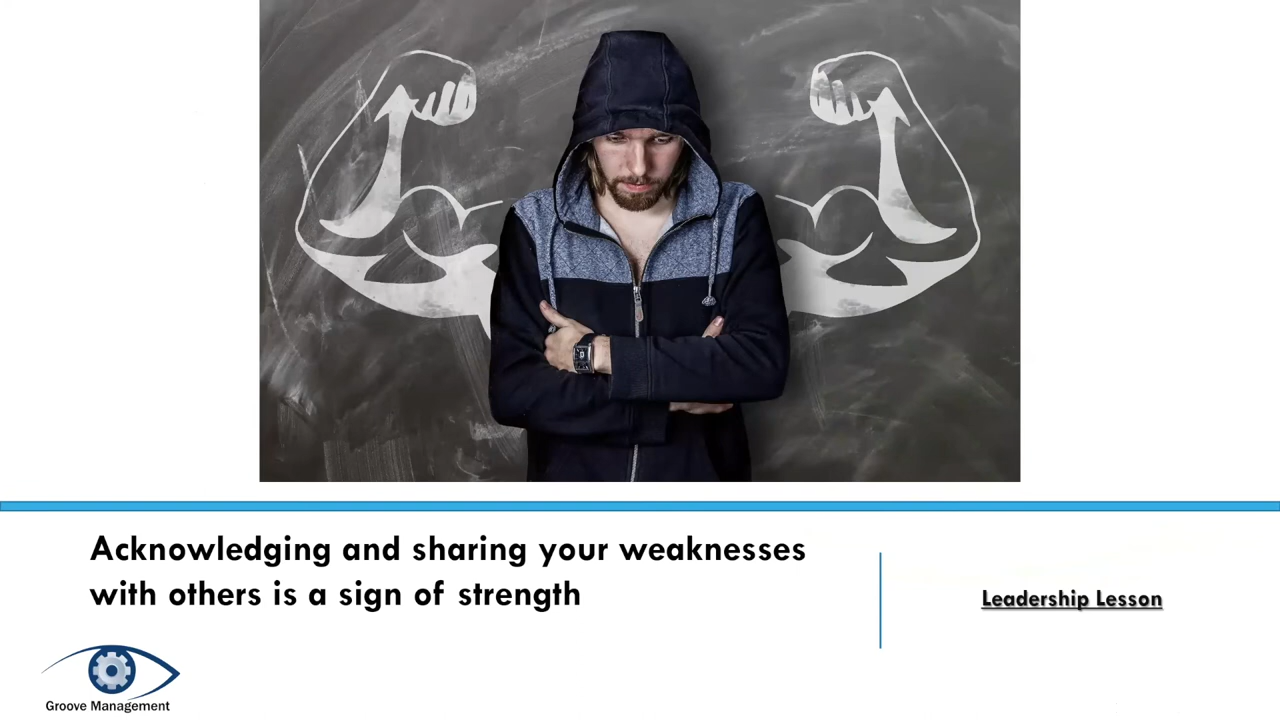 Acknowledging and sharing your weaknesses
with others is a sign of strength
Leadership Lesson
Groove Management